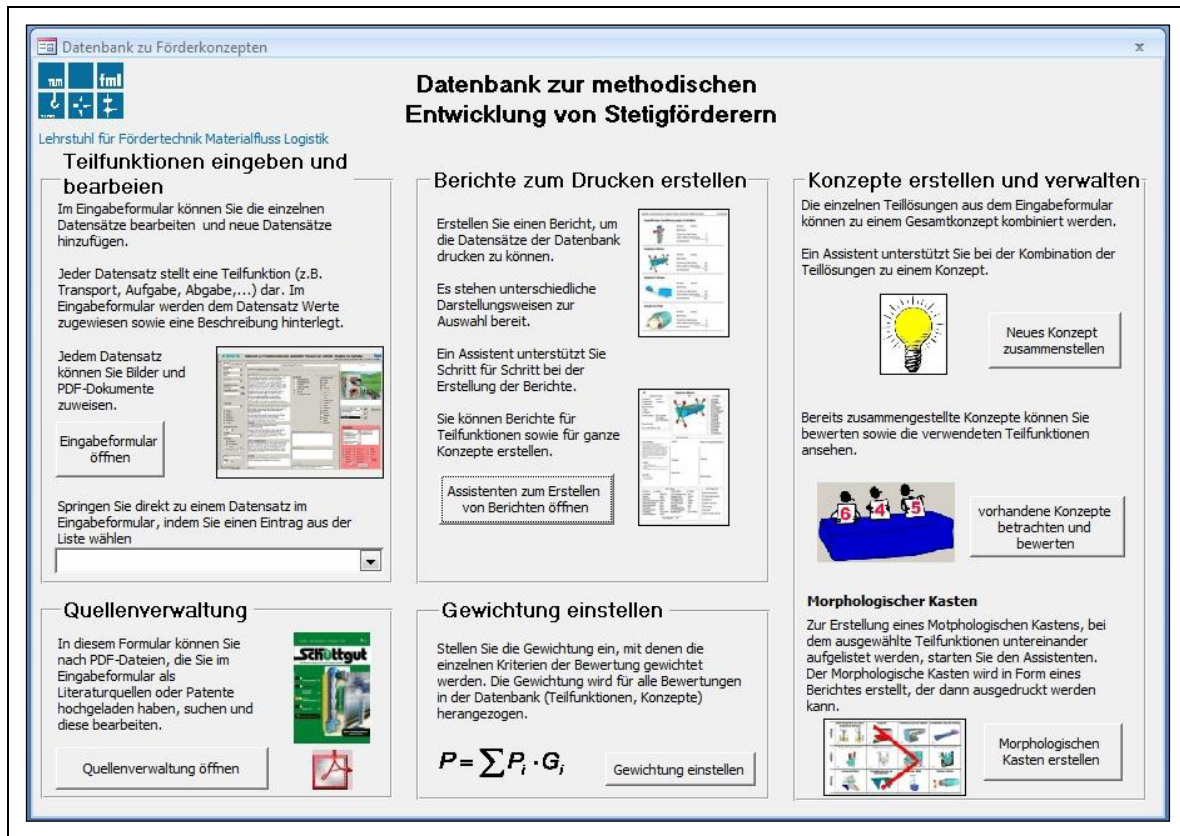 Datenbank zu Förderkonzepten
x
TUM
fml
Lehrstuhl für Fördertechnik Materialfluss Logistik
Datenbank zur methodischen
Entwicklung von Stetigförderern
Teilfunktionen eingeben und
bearbeien
Im Eingabeformular können Sie die einzelnen
Datensätze bearbeiten und neue Datensätze
hinzufügen.
Jeder Datensatz stellt eine Teilfunktion (z.B.
Transport, Aufgabe, Abgabe,...) dar. Im
Eingabeformular werden dem Datensatz Werte
zugewiesen sowie eine Beschreibung hinterlegt.
Jedem Datensatz
können Sie Bilder und
PDF-Dokumente
zuweisen.
Eingabeformular
öffnen
Springen Sie direkt zu einem Datensatz im
Eingabeformular, indem Sie einen Eintrag aus der
Liste wählen
Berichte zum Drucken erstellen
Erstellen Sie einen Bericht, um
die Datensätze der Datenbank
drucken zu können.
Es stehen unterschiedliche
Darstellungsweisen zur
Auswahl bereit.
Ein Assistent unterstützt Sie
Schritt für Schritt bei der
Erstellung der Berichte.
Sie können Berichte für
Teilfunktionen sowie für ganze
Konzepte erstellen.
Assistenten zum Erstellen
von Berichten öffnen
Konzepte erstellen und verwalten
Die einzelnen Teillösungen aus dem Eingabeformular
können zu einem Gesamtkonzept kombiniert werden.
Ein Assistent unterstützt Sie bei der Kombination der
Teillösungen zu einem Konzept.
Neues Konzept
zusammenstellen
Bereits zusammengestellte Konzepte können Sie
bewerten sowie die verwendeten Teilfunktionen
ansehen.
6 4 5
vorhandene Konzepte
betrachten und
bewerten
Morphologischer Kasten
Zur Erstellung eines Motphologischen Kastens, bei
dem ausgewählte Teilfunktionen untereinander
aufgelistet werden, starten Sie den Assistenten.
Der Morphologische Kasten wird in Form eines
Berichtes erstellt, der dann ausgedruckt werden
kann.
Morphologischen
Kasten erstellen
Quellenverwaltung
In diesem Formular können Sie
nach PDF-Dateien, die Sie im
Eingabeformular als
Literaturquellen oder Patente
hochgeladen haben, suchen und
diese bearbeiten.
Schüttgut
Quellenverwaltung öffnen
Gewichtung einstellen
Stellen Sie die Gewichtung ein, mit denen die
einzelnen Kriterien der Bewertung gewichtet
werden. Die Gewichtung wird für alle Bewertungen
in der Datenbank (Teilfunktionen, Konzepte)
herangezogen.
P = ∑ P_i · G_i
Gewichtung einstellen